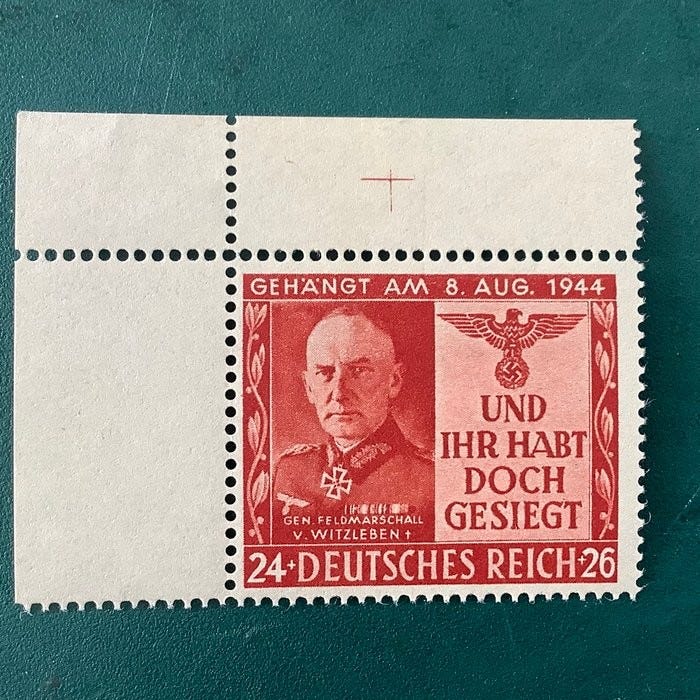 GEHÄNGT AM 8. AUG. 1944
UND
IHR HABT
DOCH
GESIEGT
GEN. FELDMARSCHALL
V. WITZLEBEN †
24+DEUTSCHES REICH+26